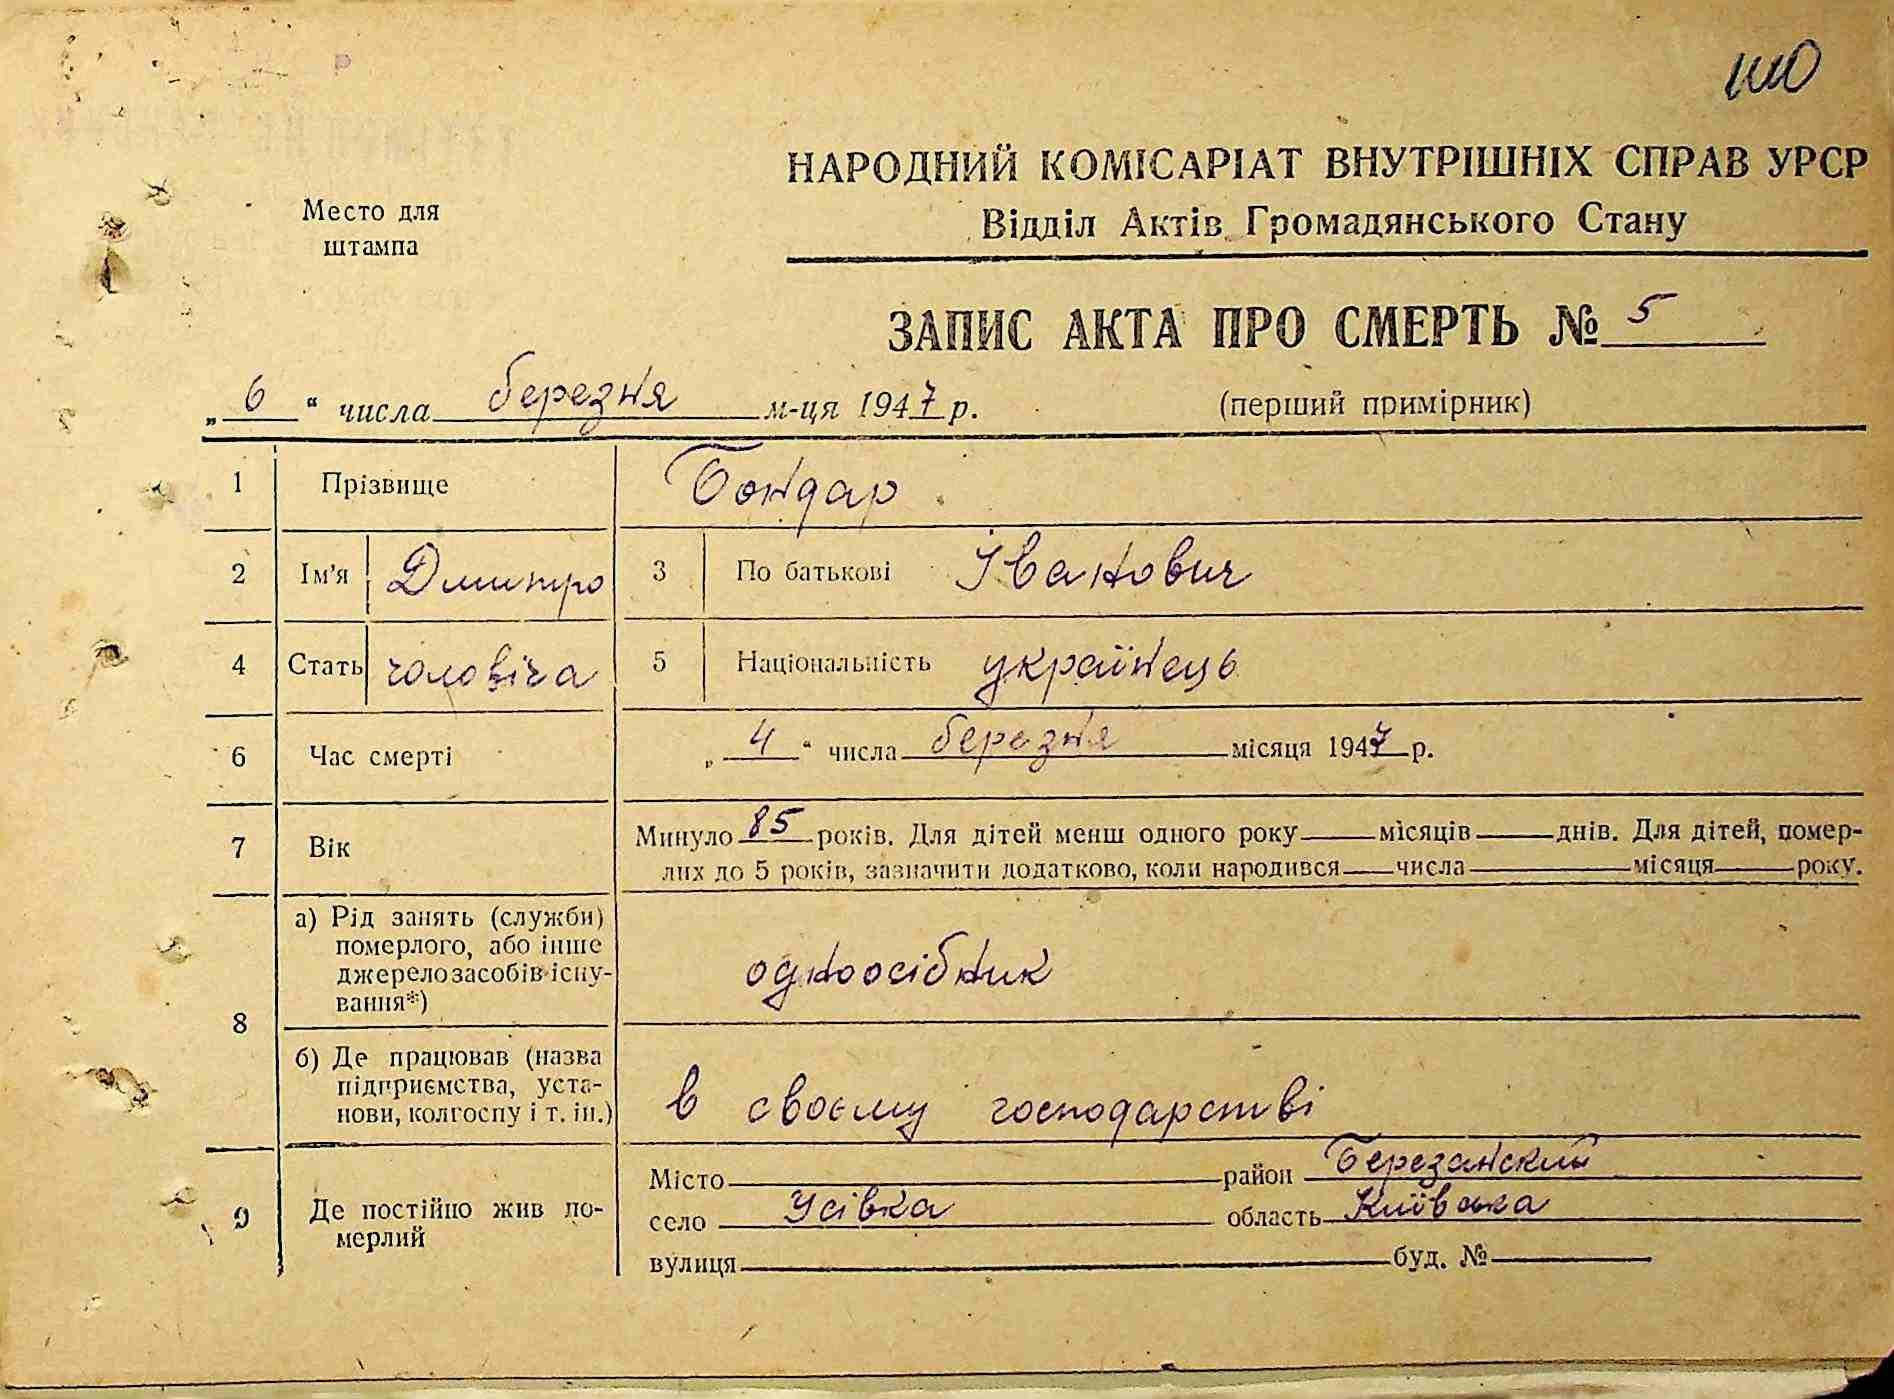 НАРОДНИЙ КОМІСАРІАТ ВНУТРІШНІХ СПРАВ УРСР
Место для
штампа
Відділ Актів Громадянського Стану
ЗАПИС АКТА ПРО СМЕРТЬ № 5
„ 6 “ числа березня м-ця 1947 р. (перший примірник)
1 Прізвище Бондар
2 Ім'я Дмитро 3 По батькові Іванович
4 Стать чоловіча 5 Національність українець
6 Час смерті „ 4 “ числа березня місяця 1947 р.
7 Вік Минуло 85 років. Для дітей менш одного року місяців днів. Для дітей, помер-
лих до 5 років, зазначити додатково, коли народився числа місяця року.
8 а) Рід занять (служби)
померлого, або інше
джерело засобів існу-
вання*)
одноосібник
б) Де працював (назва
підприємства, уста-
нови, колгоспу і т. ін.)
в своєму господарстві
9 Де постійно жив по-
мерлий
Місто район Березанский
село Усівка область Київська
вулиця буд. №